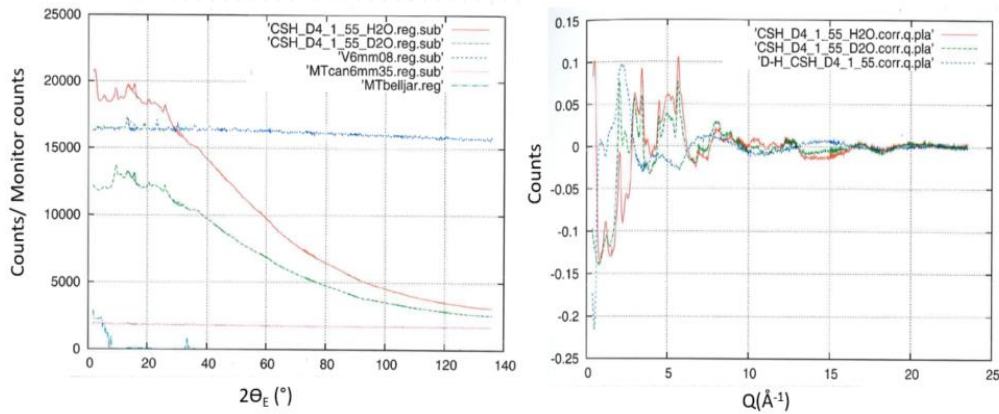 25000
20000
15000
10000
5000
0
0 20 40 60 80 100 120 140
Counts/ Monitor counts
2ϴE (°)
'CSH_D4_1_55_H2O.reg.sub'
'CSH_D4_1_55_D2O.reg.sub'
'V6mm08.reg.sub'
'MTcan6mm35.reg.sub'
'MTbelljar.reg'
0.15
0.1
0.05
0
-0.05
-0.1
-0.15
-0.2
-0.25
0 5 10 15 20 25
Counts
Q(Å-1)
'CSH_D4_1_55_H2O.corr.q.pla'
'CSH_D4_1_55_D2O.corr.q.pla'
'D-H_CSH_D4_1_55.corr.q.pla'